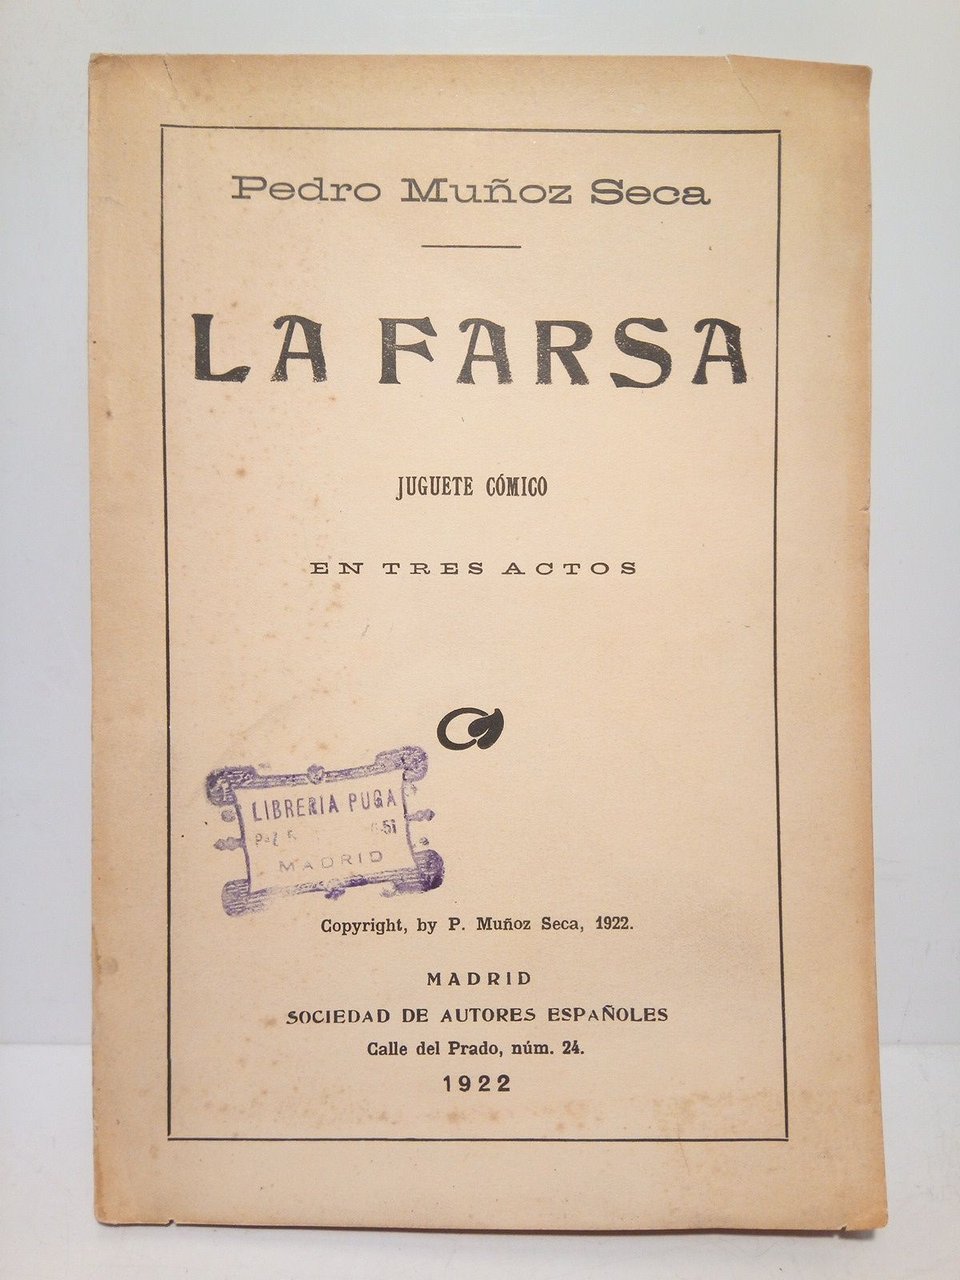 Pedro Muñoz Seca
LA FARSA
JUGUETE CÓMICO
EN TRES ACTOS
LIBRERIA PUGA
MADRID
Copyright, by P. Muñoz Seca, 1922.
MADRID
SOCIEDAD DE AUTORES ESPAÑOLES
Calle del Prado, núm. 24.
1922